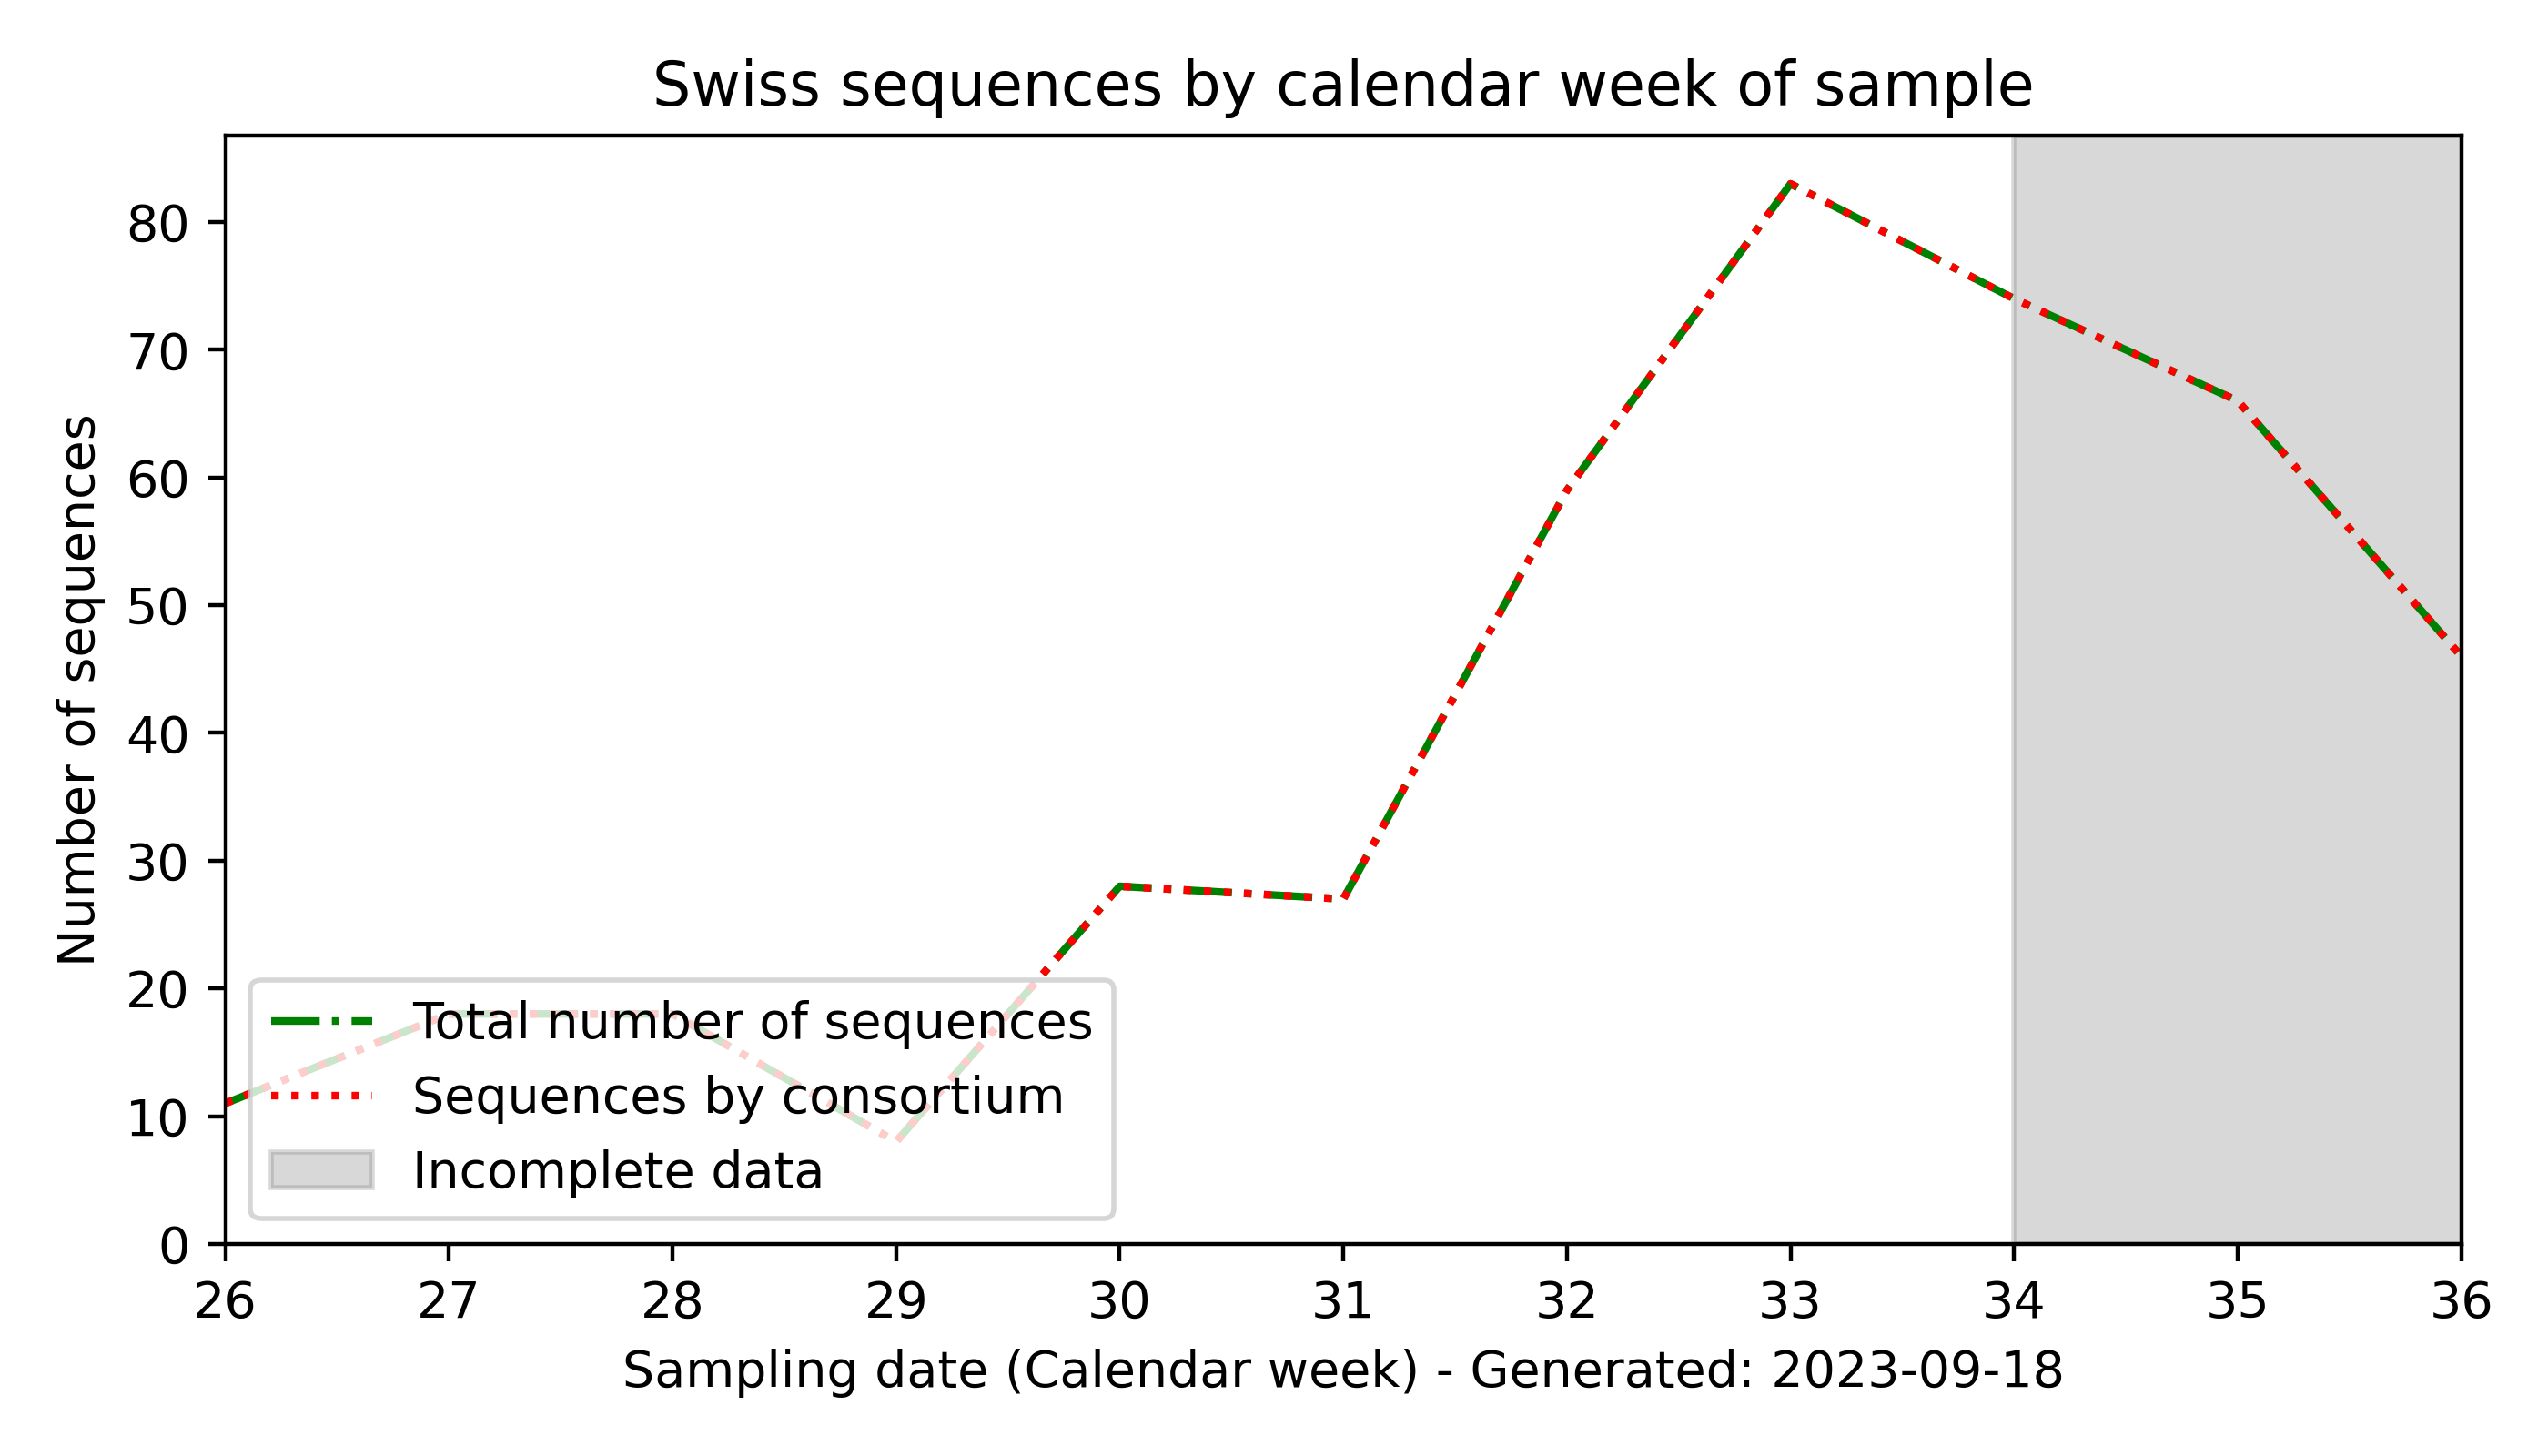 Swiss sequences by calendar week of sample
Number of sequences
80
70
60
50
40
30
20
10
0
Total number of sequences
Sequences by consortium
Incomplete data
26 27 28 29 30 31 32 33 34 35 36
Sampling date (Calendar week) - Generated: 2023-09-18